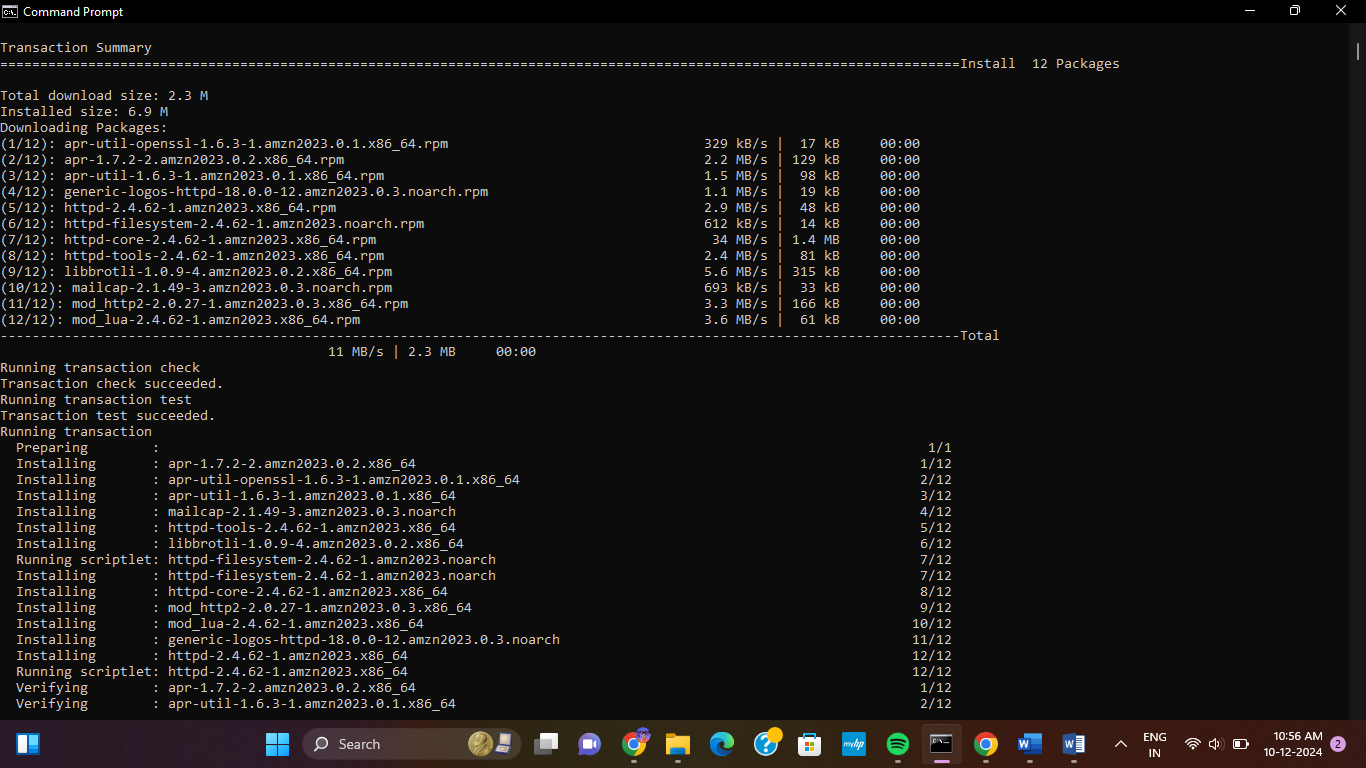 Command Prompt
Transaction Summary
========================================================================================================================Install  12 Packages
Total download size: 2.3 M
Installed size: 6.9 M
Downloading Packages:
(1/12): apr-util-openssl-1.6.3-1.amzn2023.0.1.x86_64.rpm                                329 kB/s |  17 kB     00:00
(2/12): apr-1.7.2-2.amzn2023.0.2.x86_64.rpm                                             2.2 MB/s | 129 kB     00:00
(3/12): apr-util-1.6.3-1.amzn2023.0.1.x86_64.rpm                                        1.5 MB/s |  98 kB     00:00
(4/12): generic-logos-httpd-18.0.0-12.amzn2023.0.3.noarch.rpm                           1.1 MB/s |  19 kB     00:00
(5/12): httpd-2.4.62-1.amzn2023.x86_64.rpm                                              2.9 MB/s |  48 kB     00:00
(6/12): httpd-filesystem-2.4.62-1.amzn2023.noarch.rpm                                   612 kB/s |  14 kB     00:00
(7/12): httpd-core-2.4.62-1.amzn2023.x86_64.rpm                                          34 MB/s | 1.4 MB     00:00
(8/12): httpd-tools-2.4.62-1.amzn2023.x86_64.rpm                                        2.4 MB/s |  81 kB     00:00
(9/12): libbrotli-1.0.9-4.amzn2023.0.2.x86_64.rpm                                       5.6 MB/s | 315 kB     00:00
(10/12): mailcap-2.1.49-3.amzn2023.0.3.noarch.rpm                                       693 kB/s |  33 kB     00:00
(11/12): mod_http2-2.0.27-1.amzn2023.0.3.x86_64.rpm                                     3.3 MB/s | 166 kB     00:00
(12/12): mod_lua-2.4.62-1.amzn2023.x86_64.rpm                                           3.6 MB/s |  61 kB     00:00
------------------------------------------------------------------------------------------------------------------------Total
                                         11 MB/s | 2.3 MB     00:00
Running transaction check
Transaction check succeeded.
Running transaction test
Transaction test succeeded.
Running transaction
  Preparing        :                                                                                                1/1
  Installing       : apr-1.7.2-2.amzn2023.0.2.x86_64                                                               1/12
  Installing       : apr-util-openssl-1.6.3-1.amzn2023.0.1.x86_64                                                  2/12
  Installing       : apr-util-1.6.3-1.amzn2023.0.1.x86_64                                                          3/12
  Installing       : mailcap-2.1.49-3.amzn2023.0.3.noarch                                                          4/12
  Installing       : httpd-tools-2.4.62-1.amzn2023.x86_64                                                          5/12
  Installing       : libbrotli-1.0.9-4.amzn2023.0.2.x86_64                                                         6/12
  Running scriptlet: httpd-filesystem-2.4.62-1.amzn2023.noarch                                                     7/12
  Installing       : httpd-filesystem-2.4.62-1.amzn2023.noarch                                                     7/12
  Installing       : httpd-core-2.4.62-1.amzn2023.x86_64                                                           8/12
  Installing       : mod_http2-2.0.27-1.amzn2023.0.3.x86_64                                                        9/12
  Installing       : mod_lua-2.4.62-1.amzn2023.x86_64                                                             10/12
  Installing       : generic-logos-httpd-18.0.0-12.amzn2023.0.3.noarch                                            11/12
  Installing       : httpd-2.4.62-1.amzn2023.x86_64                                                               12/12
  Running scriptlet: httpd-2.4.62-1.amzn2023.x86_64                                                               12/12
  Verifying        : apr-1.7.2-2.amzn2023.0.2.x86_64                                                               1/12
  Verifying        : apr-util-1.6.3-1.amzn2023.0.1.x86_64                                                          2/12
Search
myhp
ENG
IN
10:56 AM
10-12-2024
2